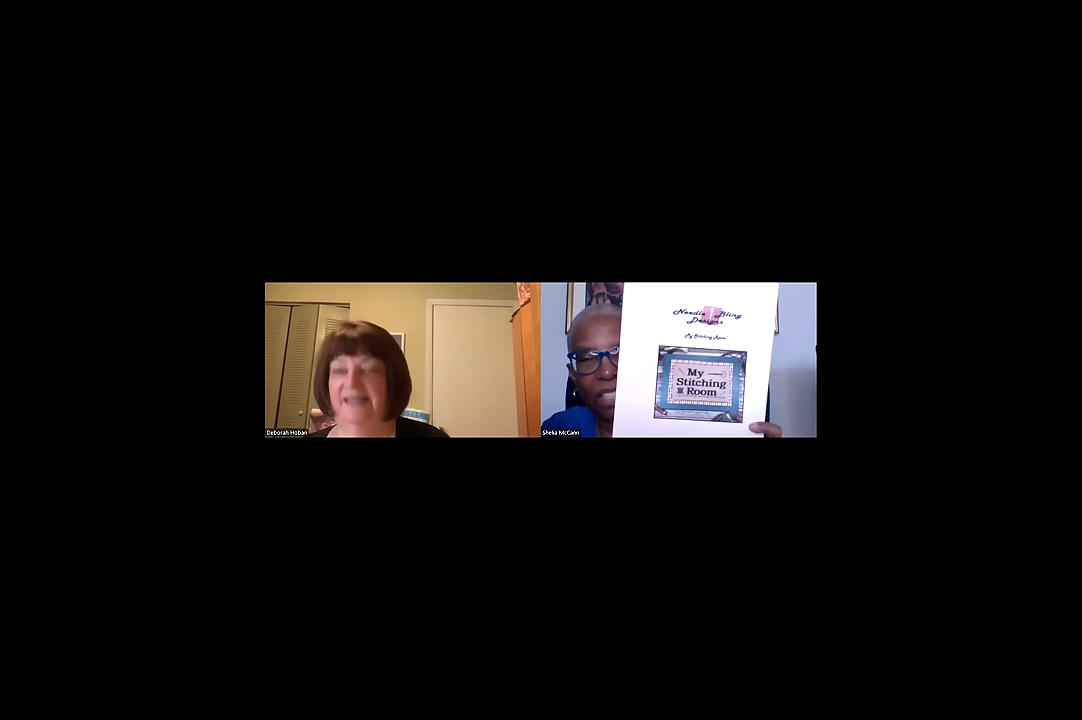 Needle Bling
Designs
"My Stitching Room"
My
Stitching
Room
Deborah Hoban
Sheka McCann